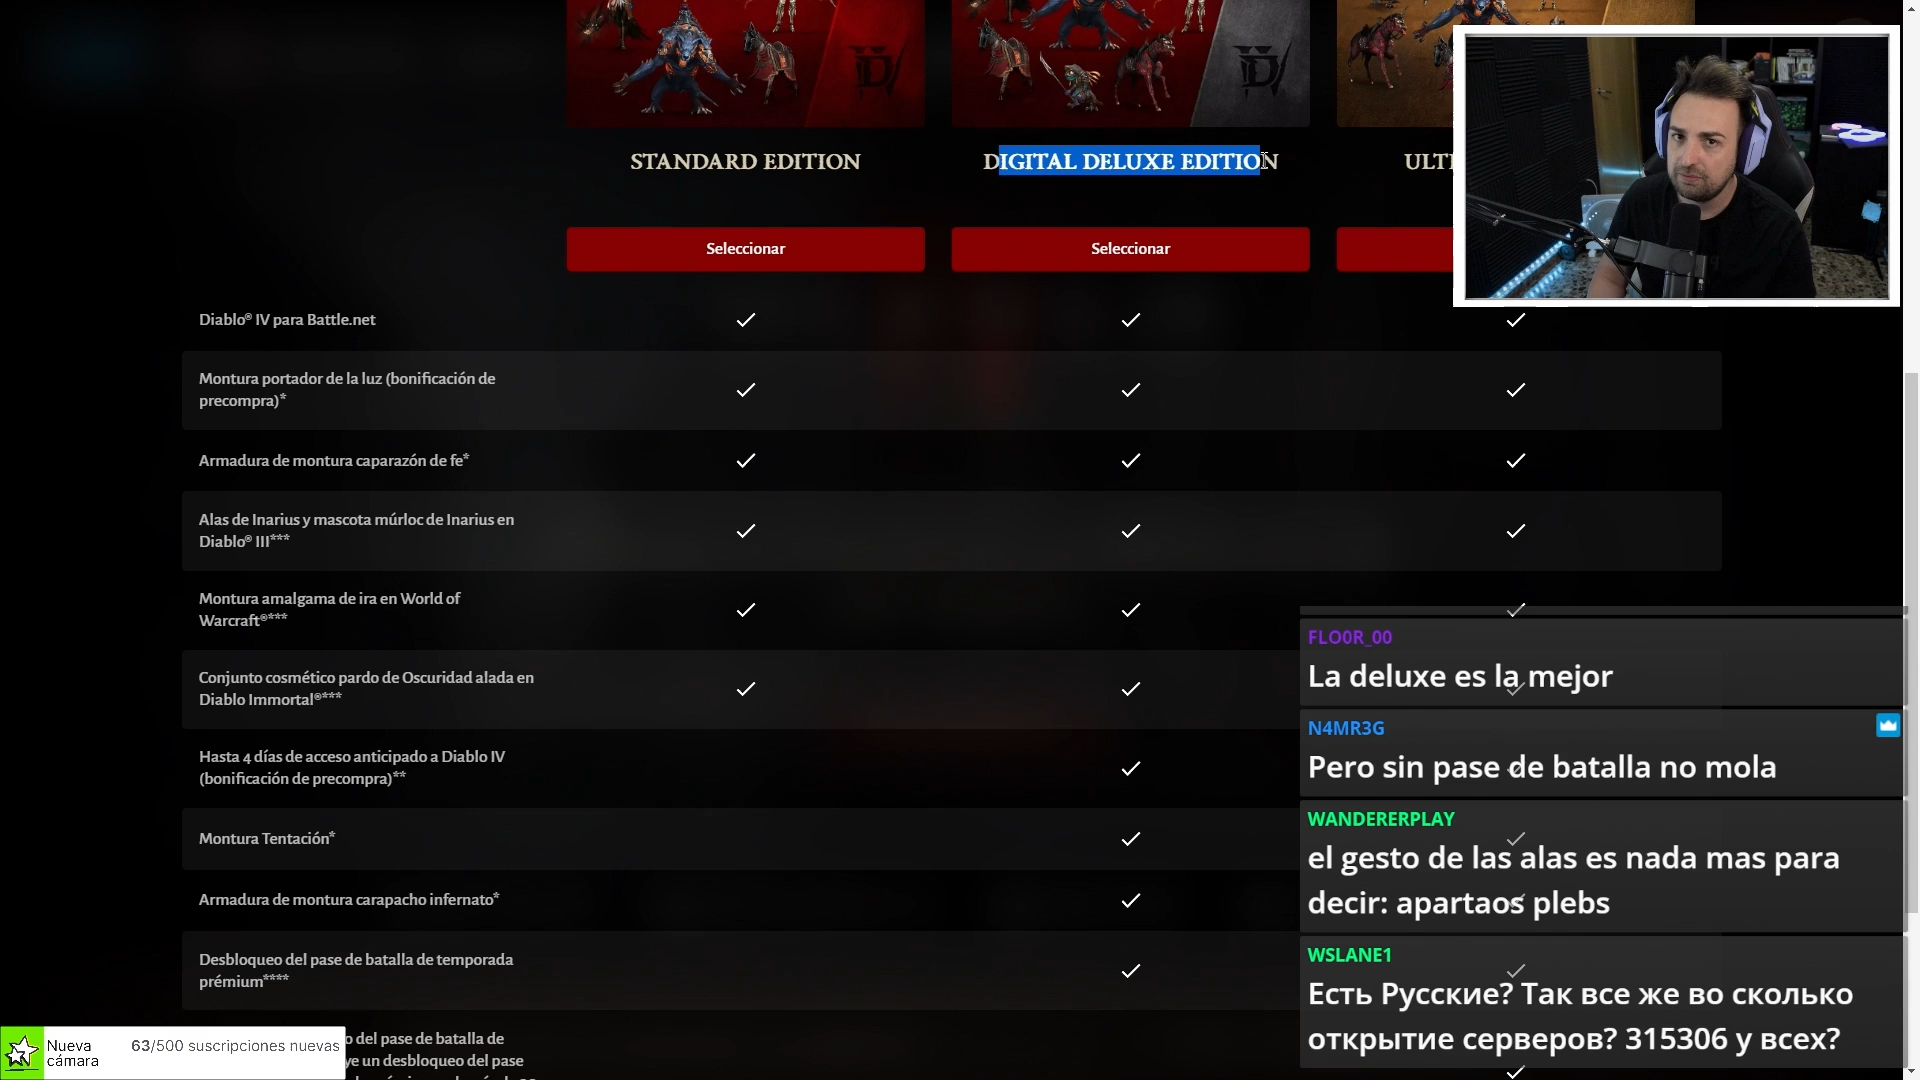 STANDARD EDITION
DIGITAL DELUXE EDITION
ULTI
Seleccionar
Seleccionar
Diablo® IV para Battle.net
Montura portador de la luz (bonificación de
precompra)*
Armadura de montura caparazón de fe*
Alas de Inarius y mascota múrloc de Inarius en
Diablo® III***
Montura amalgama de ira en World of
Warcraft®***
Conjunto cosmético pardo de Oscuridad alada en
Diablo Immortal®***
Hasta 4 días de acceso anticipado a Diablo IV
(bonificación de precompra)**
Montura Tentación*
Armadura de montura carapacho infernato*
Desbloqueo del pase de batalla de temporada
prémium****
o del pase de batalla de
ye un desbloqueo del pase
FLO0R_00
La deluxe es la mejor
N4MR3G
Pero sin pase de batalla no mola
WANDERERPLAY
el gesto de las alas es nada mas para
decir: apartaos plebs
WSLANE1
Есть Русские? Так все же во сколько
открытие серверов? 315306 у всех?
Nueva
cámara
63/500 suscripciones nuevas